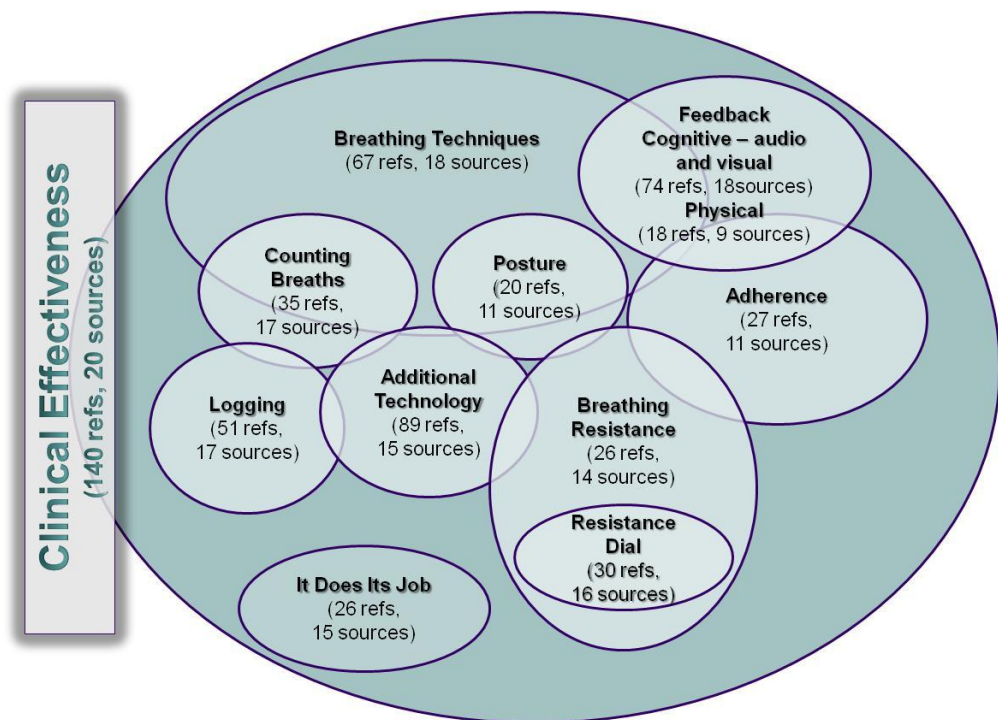 Clinical Effectiveness
(140 refs, 20 sources)
Breathing Techniques
(67 refs, 18 sources)
Feedback
Cognitive – audio
and visual
(74 refs, 18sources)
Physical
(18 refs, 9 sources)
Counting
Breaths
(35 refs,
17 sources)
Posture
(20 refs,
11 sources)
Adherence
(27 refs,
11 sources)
Logging
(51 refs,
17 sources)
Additional
Technology
(89 refs,
15 sources)
Breathing
Resistance
(26 refs,
14 sources)
Resistance
Dial
(30 refs,
16 sources)
It Does Its Job
(26 refs,
15 sources)